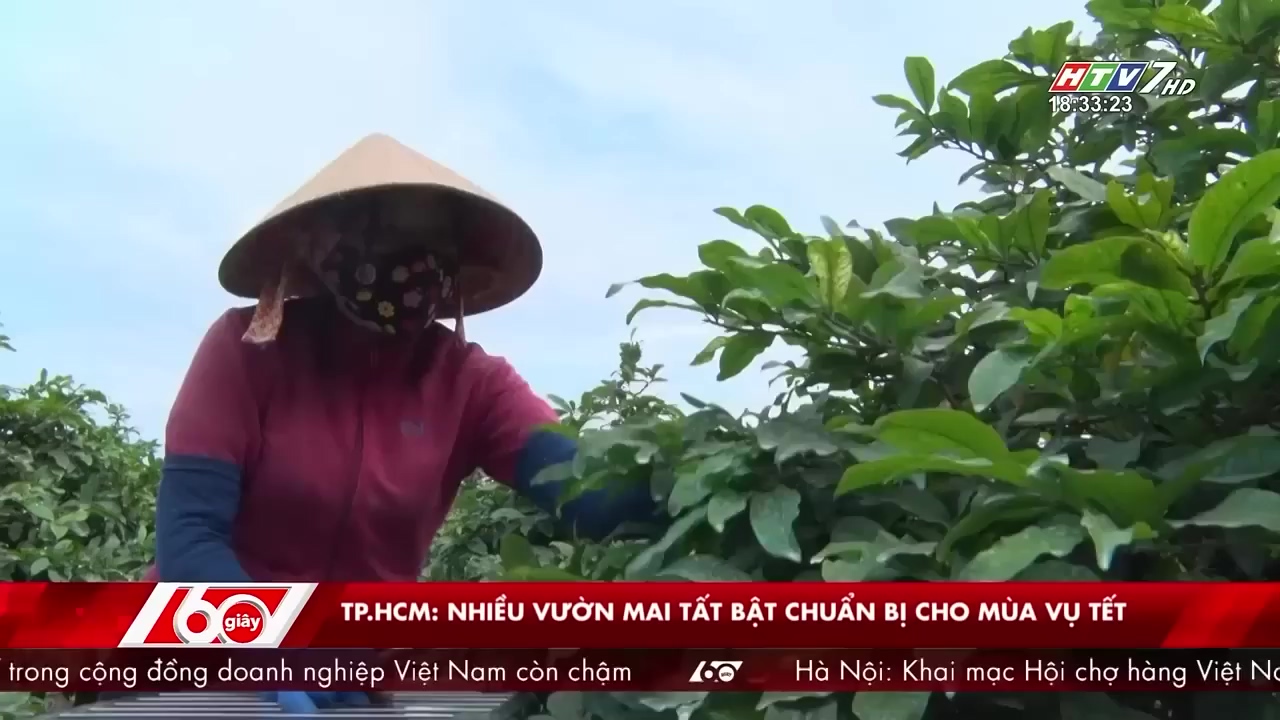 HTV7 HD
18:33:23
60 giây
TP.HCM: NHIỀU VƯỜN MAI TẤT BẬT CHUẨN BỊ CHO MÙA VỤ TẾT
trong cộng đồng doanh nghiệp Việt Nam còn chậm 60 giây Hà Nội: Khai mạc Hội chợ hàng Việt